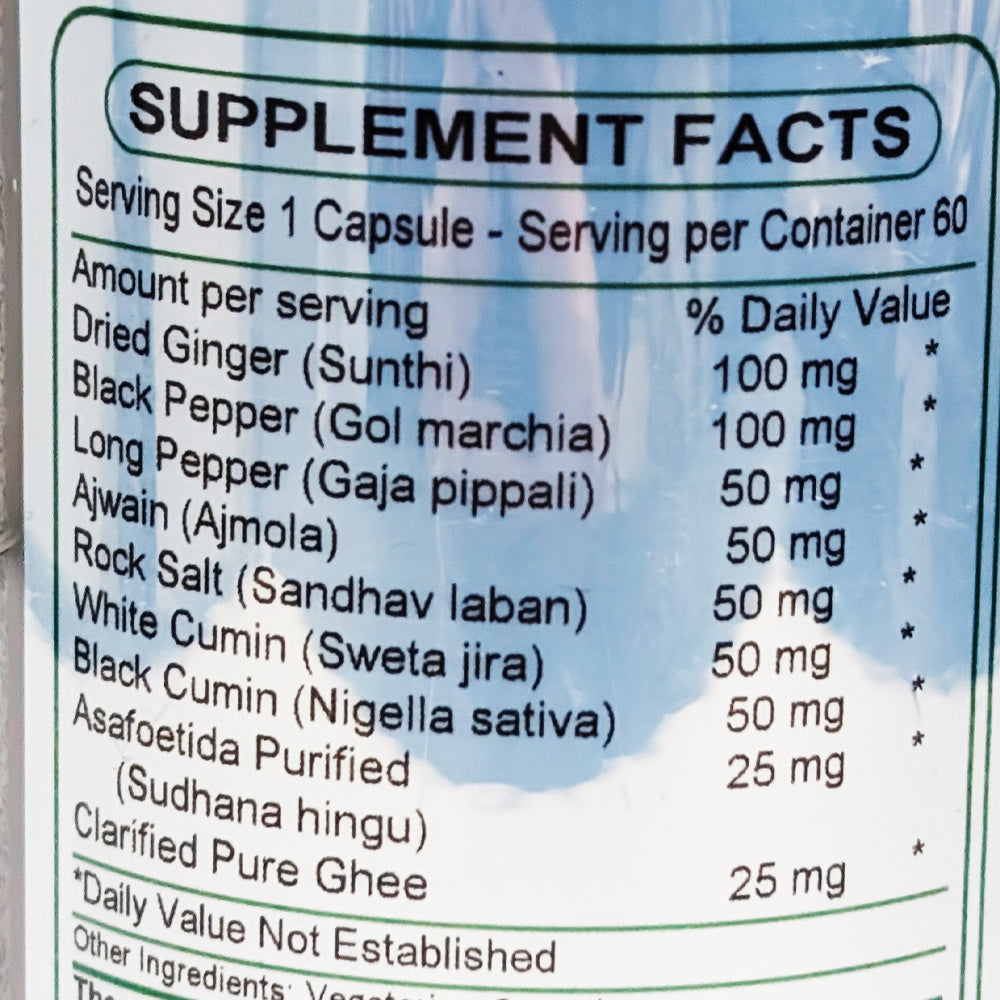 SUPPLEMENT FACTS
Serving Size 1 Capsule - Serving per Container 60
Amount per serving % Daily Value
Dried Ginger (Sunthi) 100 mg *
Black Pepper (Gol marchia) 100 mg *
Long Pepper (Gaja pippali) 50 mg *
Ajwain (Ajmola) 50 mg *
Rock Salt (Sandhav laban) 50 mg *
White Cumin (Sweta jira) 50 mg *
Black Cumin (Nigella sativa) 50 mg *
Asafoetida Purified 25 mg *
(Sudhana hingu)
Clarified Pure Ghee 25 mg *
*Daily Value Not Established
Other Ingredients: